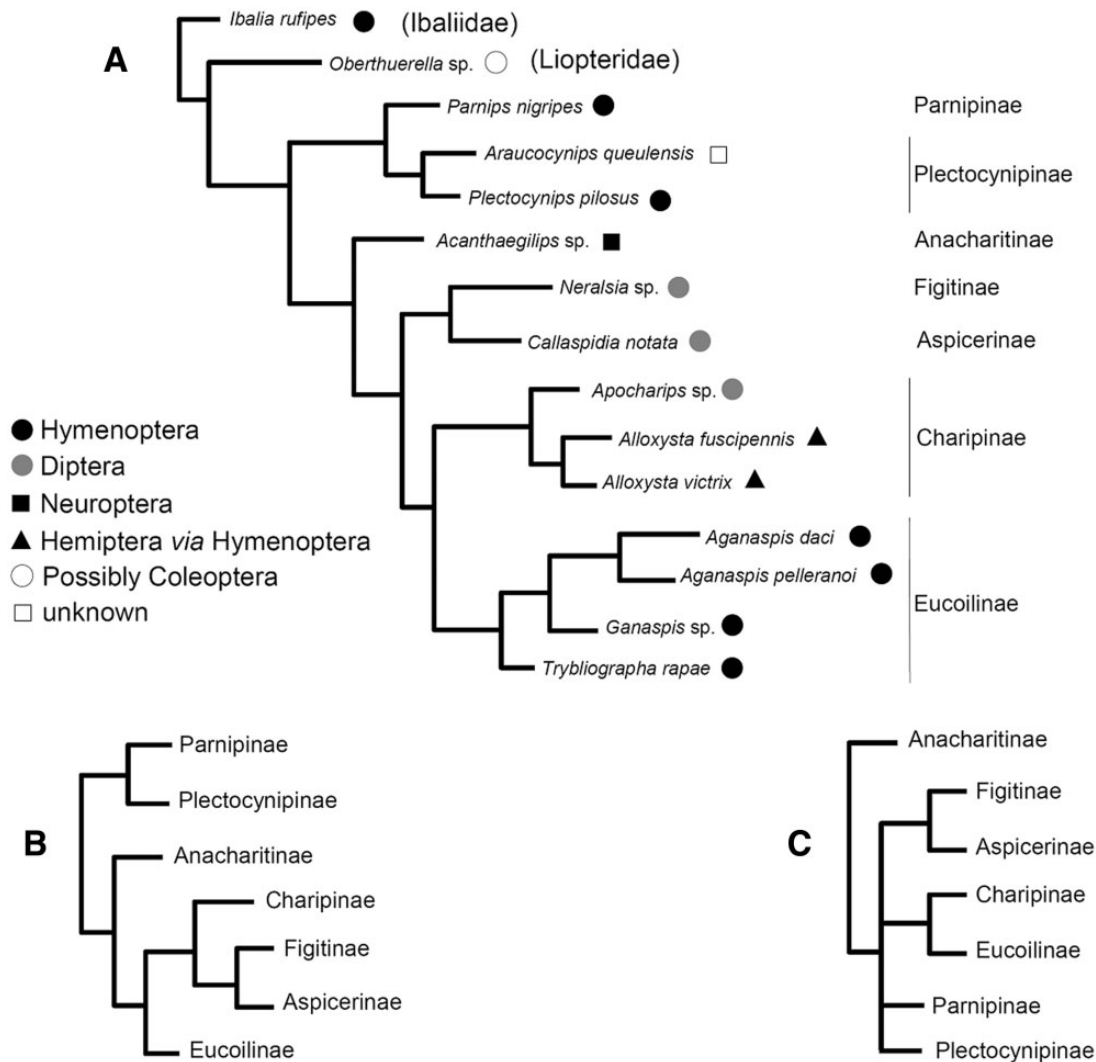 A
Ibalia rufipes (Ibaliidae)
Oberthuerella sp. (Liopteridae)
Parnips nigripes Parnipinae
Araucocynips queulensis
Plectocynipinae
Plectocynips pilosus
Acanthaegilips sp. Anacharitinae
Neralsia sp. Figitinae
Callaspidia notata Aspicerinae
Apocharips sp.
Alloxysta fuscipennis Charipinae
Alloxysta victrix
Aganaspis daci
Aganaspis pelleranoi
Eucoilinae
Ganaspis sp.
Trybliographa rapae
Hymenoptera
Diptera
Neuroptera
Hemiptera via Hymenoptera
Possibly Coleoptera
unknown
B
Parnipinae
Plectocynipinae
Anacharitinae
Charipinae
Figitinae
Aspicerinae
Eucoilinae
C
Anacharitinae
Figitinae
Aspicerinae
Charipinae
Eucoilinae
Parnipinae
Plectocynipinae